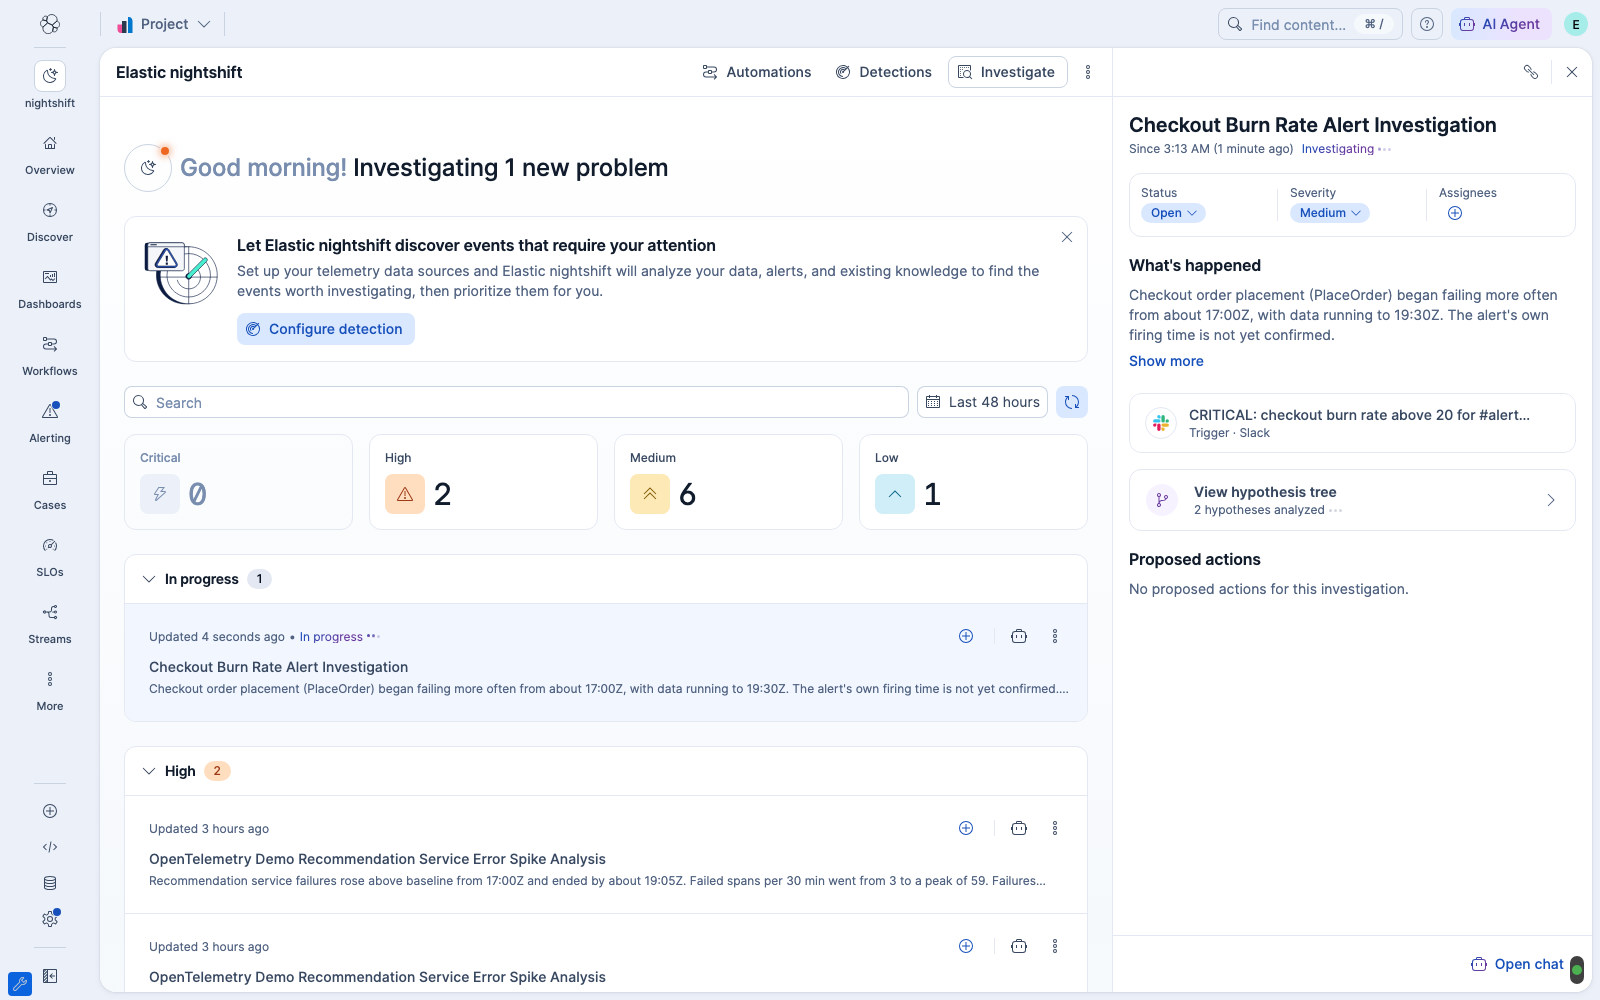 Project
Find content...
⌘ /
AI Agent
E
nightshift
Overview
Discover
Dashboards
Workflows
Alerting
Cases
SLOs
Streams
More
Elastic nightshift
Automations
Detections
Investigate
Good morning! Investigating 1 new problem
Let Elastic nightshift discover events that require your attention
Set up your telemetry data sources and Elastic nightshift will analyze your data, alerts, and existing knowledge to find the
events worth investigating, then prioritize them for you.
Configure detection
Search
Last 48 hours
Critical
0
High
2
Medium
6
Low
1
In progress 1
Updated 4 seconds ago • In progress
Checkout Burn Rate Alert Investigation
Checkout order placement (PlaceOrder) began failing more often from about 17:00Z, with data running to 19:30Z. The alert's own firing time is not yet confirmed....
High 2
Updated 3 hours ago
OpenTelemetry Demo Recommendation Service Error Spike Analysis
Recommendation service failures rose above baseline from 17:00Z and ended by about 19:05Z. Failed spans per 30 min went from 3 to a peak of 59. Failures...
Updated 3 hours ago
OpenTelemetry Demo Recommendation Service Error Spike Analysis
Checkout Burn Rate Alert Investigation
Since 3:13 AM (1 minute ago) Investigating
Status
Open
Severity
Medium
Assignees
What's happened
Checkout order placement (PlaceOrder) began failing more often
from about 17:00Z, with data running to 19:30Z. The alert's own
firing time is not yet confirmed.
Show more
CRITICAL: checkout burn rate above 20 for #alert...
Trigger · Slack
View hypothesis tree
2 hypotheses analyzed
Proposed actions
No proposed actions for this investigation.
Open chat